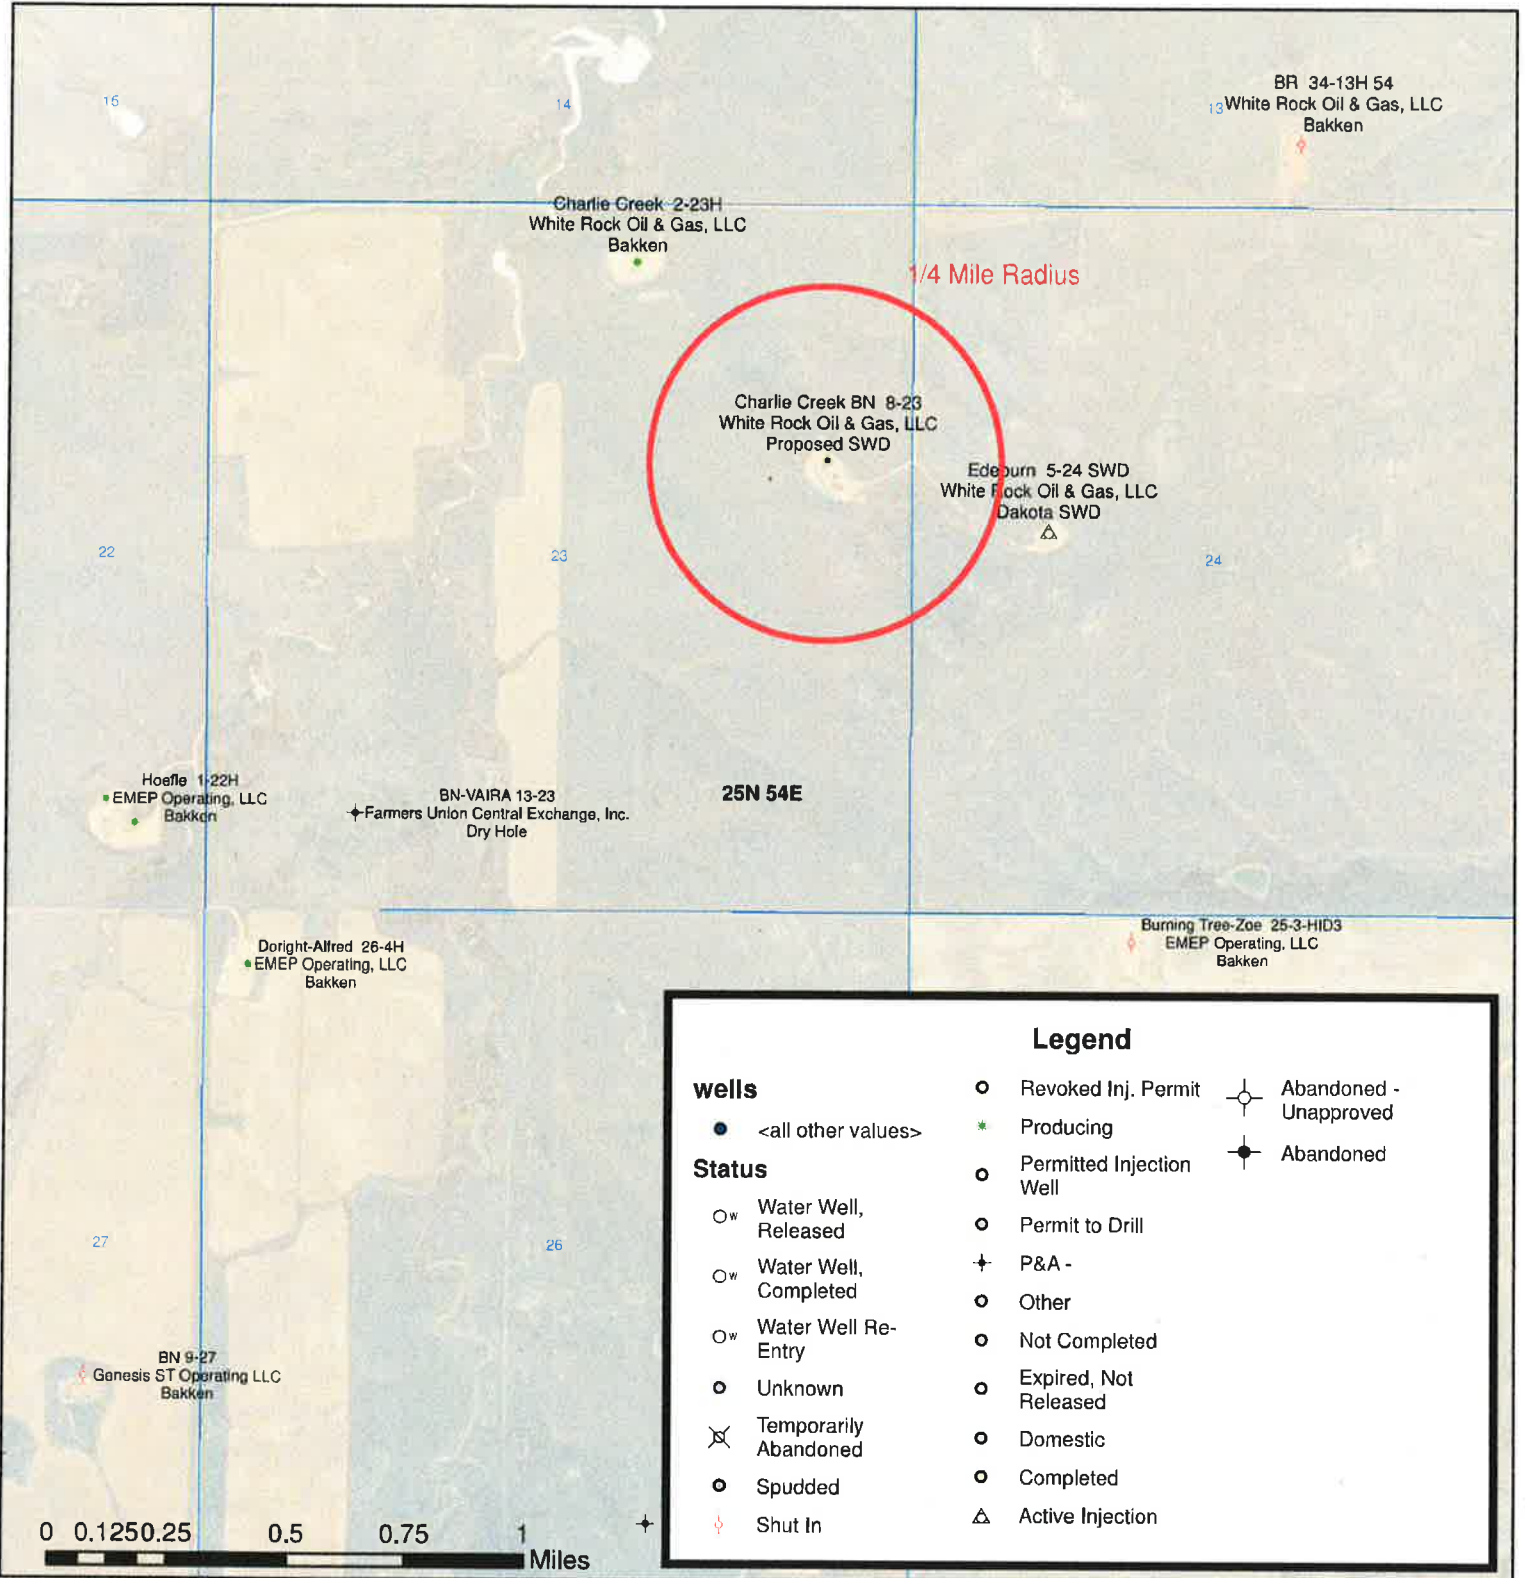 15
14
13
BR 34-13H 54
White Rock Oil & Gas, LLC
Bakken
Charlie Creek 2-23H
White Rock Oil & Gas, LLC
Bakken
1/4 Mile Radius
Charlie Creek BN 8-23
White Rock Oil & Gas, LLC
Proposed SWD
Edeburn 5-24 SWD
White Rock Oil & Gas, LLC
Dakota SWD
22
23
24
Hoefle 1-22H
EMEP Operating, LLC
Bakken
BN-VAIRA 13-23
Farmers Union Central Exchange, Inc.
Dry Hole
25N 54E
Doright-Alfred 26-4H
EMEP Operating, LLC
Bakken
Burning Tree-Zoe 25-3-HID3
EMEP Operating, LLC
Bakken
27
26
BN 9-27
Genesis ST Operating LLC
Bakken
0 0.125 0.25 0.5 0.75 1
Miles
Legend
wells
<all other values>
Status
W Water Well,
Released
W Water Well,
Completed
W Water Well Re-
Entry
Unknown
Temporarily
Abandoned
Spudded
Shut In
Revoked Inj. Permit
Producing
Permitted Injection
Well
Permit to Drill
P&A -
Other
Not Completed
Expired, Not
Released
Domestic
Completed
Active Injection
Abandoned -
Unapproved
Abandoned